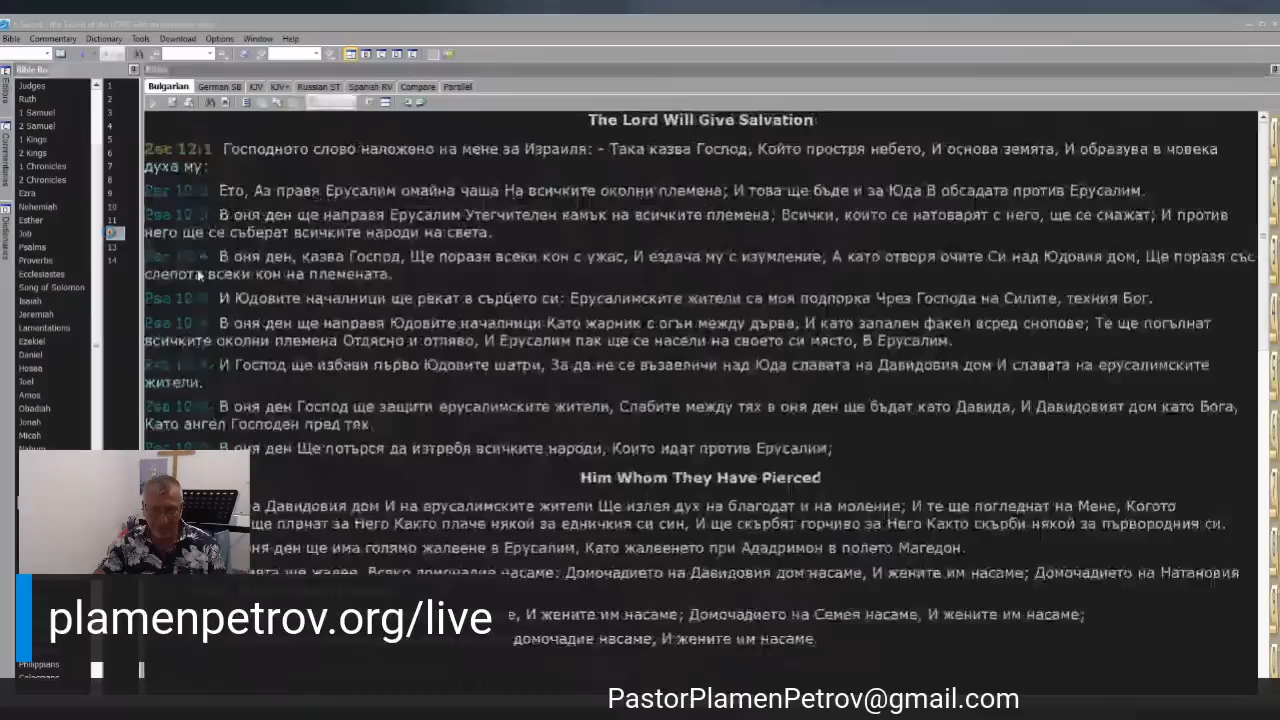 Bible Commentary Dictionary Tools Download Options Window Help
Bulgarian German SB KJV KJV+ Russian ST Spanish RV Compare Parallel
Judges
Ruth
1 Samuel
2 Samuel
1 Kings
2 Kings
1 Chronicles
2 Chronicles
Ezra
Nehemiah
Esther
Job
Psalms
Proverbs
Ecclesiastes
Song of Solomon
Isaiah
Jeremiah
Lamentations
Ezekiel
Daniel
Hosea
Joel
Amos
Obadiah
Jonah
Micah
1
2
3
4
5
6
7
8
9
10
11
13
14
The Lord Will Give Salvation
Господното слово наложено на мене за Израиля: - Така казва Господ, Който простря небето, И основа земята, И образува в човека
духа му:
Ето, Аз правя Ерусалим омайна чаша На всичките околни племена; И това ще бъде и за Юда В обсадата против Ерусалим.
В оня ден ще направя Ерусалим Утегчителен камък на всичките племена; Всички, които се натоварят с него, ще се смажат; И против
него ще се съберат всичките народи на света.
В оня ден, казва Господ, Ще поразя всеки кон с ужас, И ездача му с изумление, А като отворя очите Си над Юдовия дом, Ще поразя със
слепота всеки кон на племената.
И Юдовите началници ще рекат в сърцето си: Ерусалимските жители са моя подпорка Чрез Господа на Силите, техния Бог.
В оня ден ще направя Юдовите началници Като жарник с огън между дърва, И като запален факел всред снопове; Те ще погълнат
всичките околни племена Отдясно и отляво, И Ерусалим пак ще се насели на своето си място, В Ерусалим.
И Господ ще избави първо Юдовите шатри, За да не се възвеличи над Юда славата на Давидовия дом И славата на ерусалимските
жители.
В оня ден Господ ще защити ерусалимските жители, Слабите между тях в оня ден ще бъдат като Давида, И Давидовият дом като Бога,
Като ангел Господен пред тях
В оня ден Ще потърся да изтребя всичките народи, Които идат против Ерусалим;
Him Whom They Have Pierced
а Давидовия дом И на ерусалимските жители Ще излея дух на благодат и на моление; И те ще погледнат на Мене, Когото
ще плачат за Него Както плаче някой за едничкия си син, И ще скърбят горчиво за Него Както скърби някой за първородния си.
ня ден ще има голямо жалеене в Ерусалим, Като жалеенето при Ададримон в полето Магедон.
ще жалее, Всяко домочадие насаме: Домочадието на Давидовия дом насаме, И жените им насаме; Домочадието на Натановия
е, И жените им насаме; Домочадието на Семея насаме, И жените им насаме;
домочадие насаме, И жените им насаме
plamenpetrov.org/live
Philippians
PastorPlamenPetrov@gmail.com